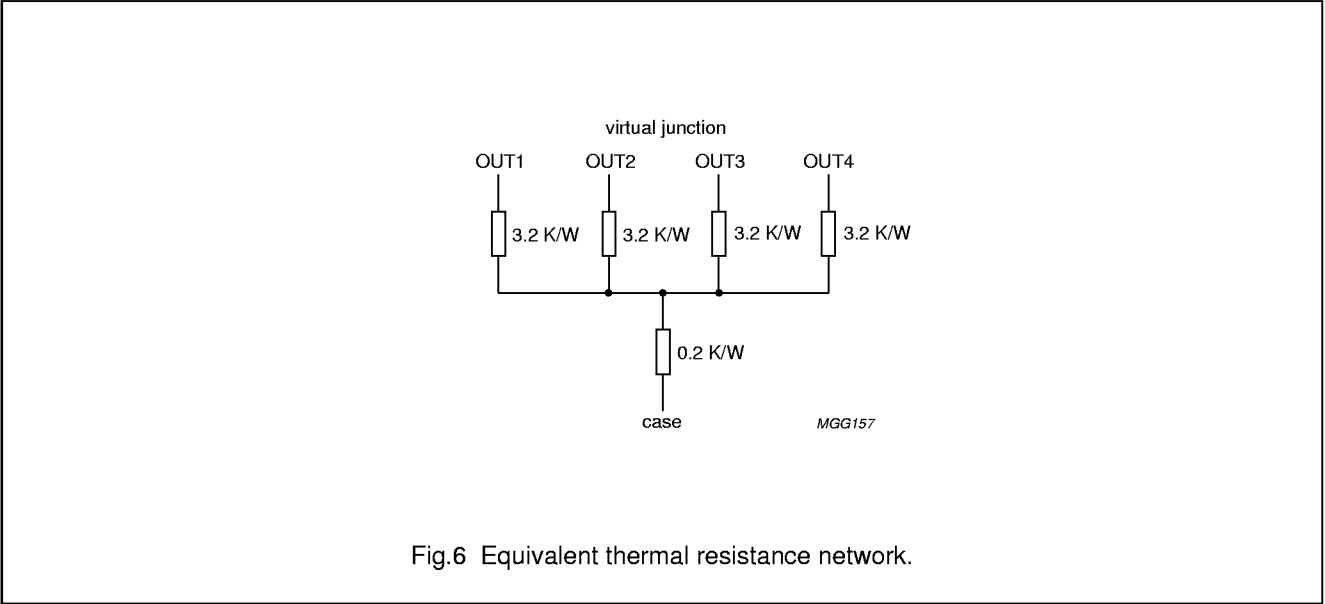 virtual junction
OUT1 OUT2 OUT3 OUT4
3.2 K/W 3.2 K/W 3.2 K/W 3.2 K/W
0.2 K/W
case MGG157
Fig.6 Equivalent thermal resistance network.